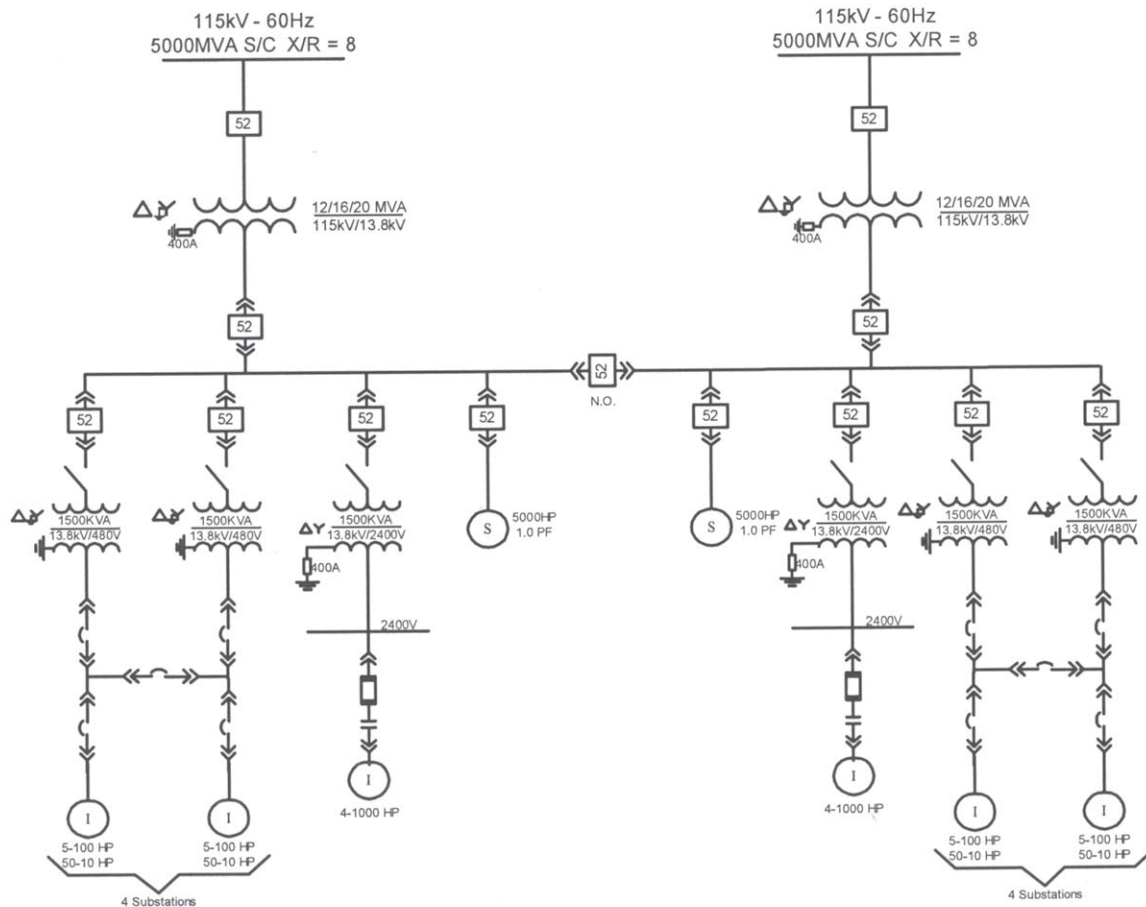 115kV - 60Hz
5000MVA S/C X/R = 8
115kV - 60Hz
5000MVA S/C X/R = 8
52
52
12/16/20 MVA
115kV/13.8kV
400A
12/16/20 MVA
115kV/13.8kV
400A
52
52
52
N.O.
52
52
52
52
52
52
52
52
1500KVA
13.8kV/480V
1500KVA
13.8kV/480V
1500KVA
13.8kV/2400V
400A
S
5000HP
1.0 PF
S
5000HP
1.0 PF
1500KVA
13.8kV/2400V
400A
1500KVA
13.8kV/480V
1500KVA
13.8kV/480V
2400V
2400V
I
4-1000 HP
I
4-1000 HP
I
5-100 HP
50-10 HP
I
5-100 HP
50-10 HP
4 Substations
I
5-100 HP
50-10 HP
I
5-100 HP
50-10 HP
4 Substations